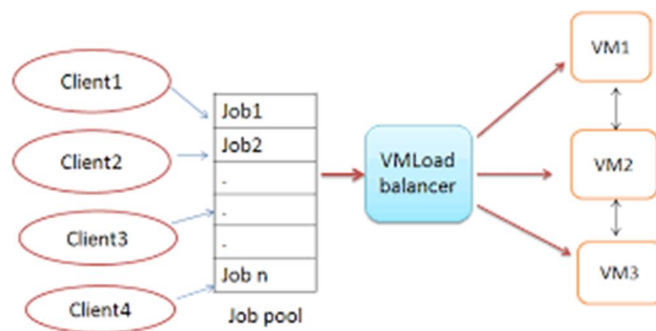 Client1
Client2
Client3
Client4
Job1
Job2
.
.
.
Job n
Job pool
VMLoad
balancer
VM1
VM2
VM3